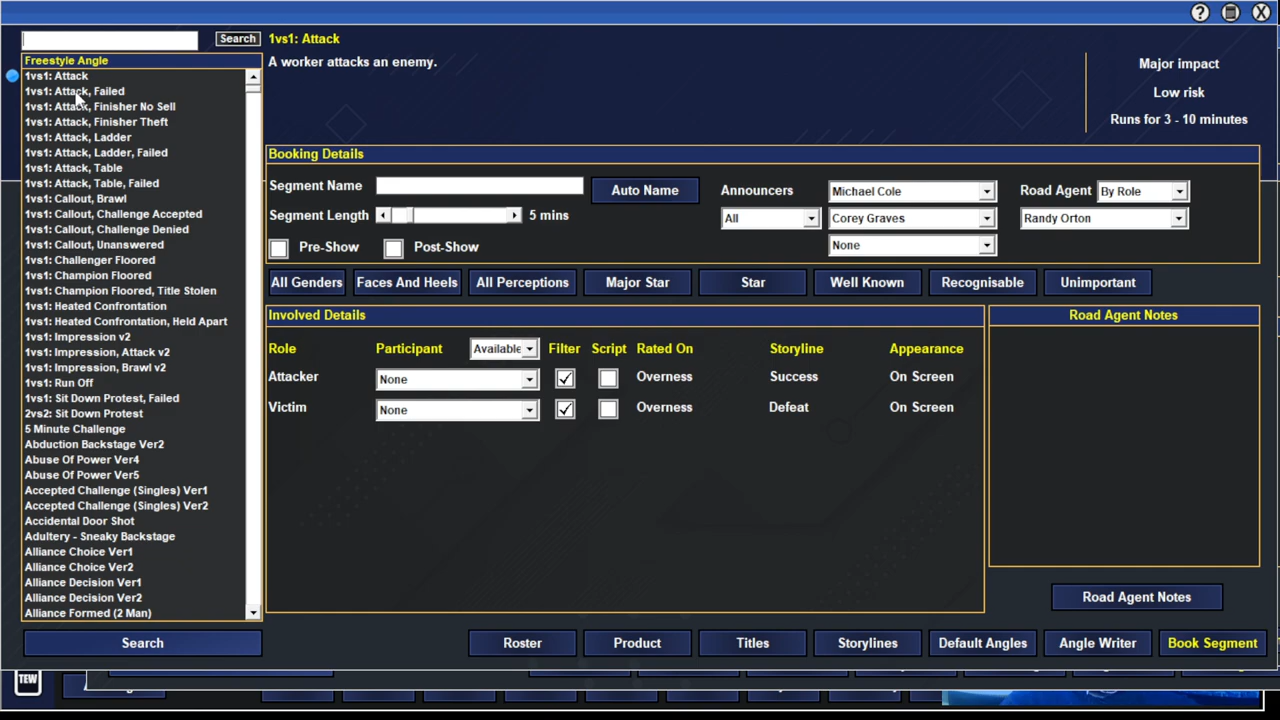 Search
1vs1: Attack
Freestyle Angle
A worker attacks an enemy.
Major impact
Low risk
Runs for 3 - 10 minutes
1vs1: Attack
1vs1: Attack, Failed
1vs1: Attack, Finisher No Sell
1vs1: Attack, Finisher Theft
1vs1: Attack, Ladder
1vs1: Attack, Ladder, Failed
1vs1: Attack, Table
1vs1: Attack, Table, Failed
1vs1: Callout, Brawl
1vs1: Callout, Challenge Accepted
1vs1: Callout, Challenge Denied
1vs1: Callout, Unanswered
1vs1: Challenger Floored
1vs1: Champion Floored
1vs1: Champion Floored, Title Stolen
1vs1: Heated Confrontation
1vs1: Heated Confrontation, Held Apart
1vs1: Impression v2
1vs1: Impression, Attack v2
1vs1: Impression, Brawl v2
1vs1: Run Off
1vs1: Sit Down Protest, Failed
2vs2: Sit Down Protest
5 Minute Challenge
Abduction Backstage Ver2
Abuse Of Power Ver4
Abuse Of Power Ver5
Accepted Challenge (Singles) Ver1
Accepted Challenge (Singles) Ver2
Accidental Door Shot
Adultery - Sneaky Backstage
Alliance Choice Ver1
Alliance Choice Ver2
Alliance Decision Ver1
Alliance Decision Ver2
Alliance Formed (2 Man)
Search
Booking Details
Segment Name
Auto Name
Announcers
Michael Cole
Road Agent
By Role
Segment Length
5 mins
All
Corey Graves
Randy Orton
Pre-Show
Post-Show
None
All Genders
Faces And Heels
All Perceptions
Major Star
Star
Well Known
Recognisable
Unimportant
Involved Details
Road Agent Notes
Role
Participant
Available
Filter
Script
Rated On
Storyline
Appearance
Attacker
None
Overness
Success
On Screen
Victim
None
Overness
Defeat
On Screen
Road Agent Notes
Roster
Product
Titles
Storylines
Default Angles
Angle Writer
Book Segment
TEW